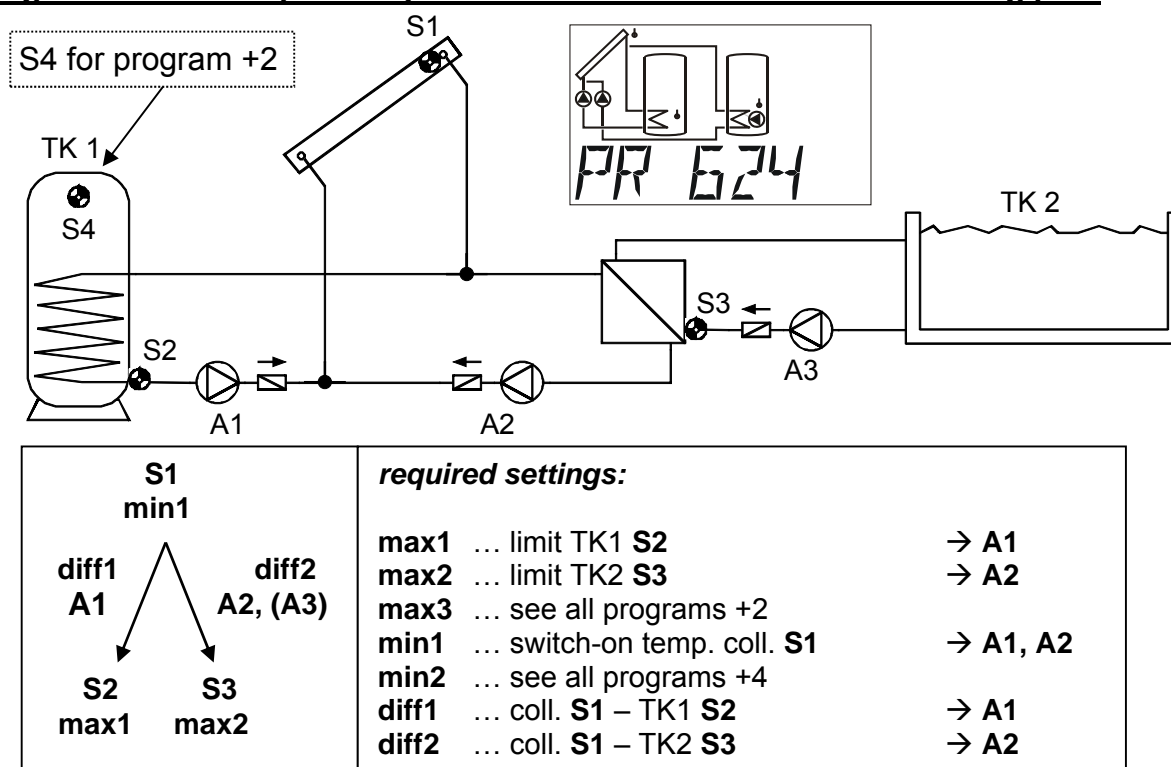 S4 for program +2
S1
PR 624
TK 1
TK 2
S4
S3
S2
A3
A1
A2
S1
min1
diff1
diff2
A1
A2, (A3)
S2
S3
max1
max2
required settings:
max1 … limit TK1 S2 → A1
max2 … limit TK2 S3 → A2
max3 … see all programs +2
min1 … switch-on temp. coll. S1 → A1, A2
min2 … see all programs +4
diff1 … coll. S1 – TK1 S2 → A1
diff2 … coll. S1 – TK2 S3 → A2